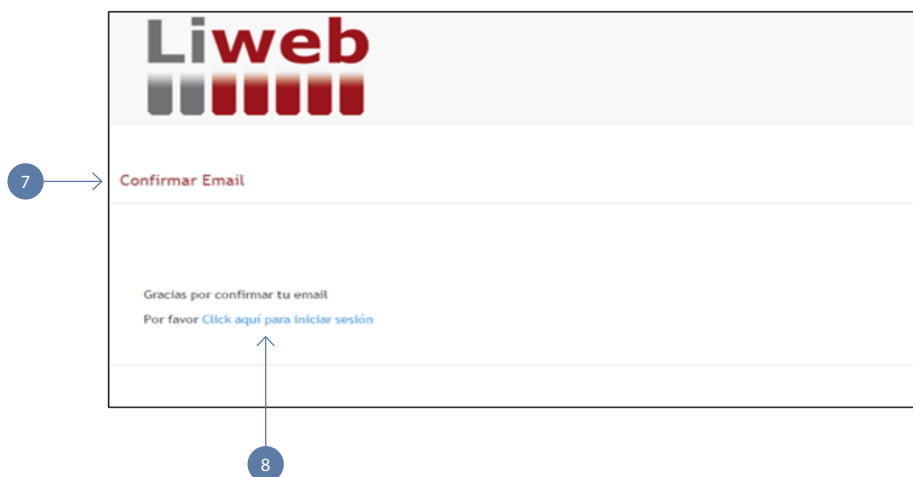 Liweb
7
Confirmar Email
Gracias por confirmar tu email
Por favor Click aquí para iniciar sesión
8